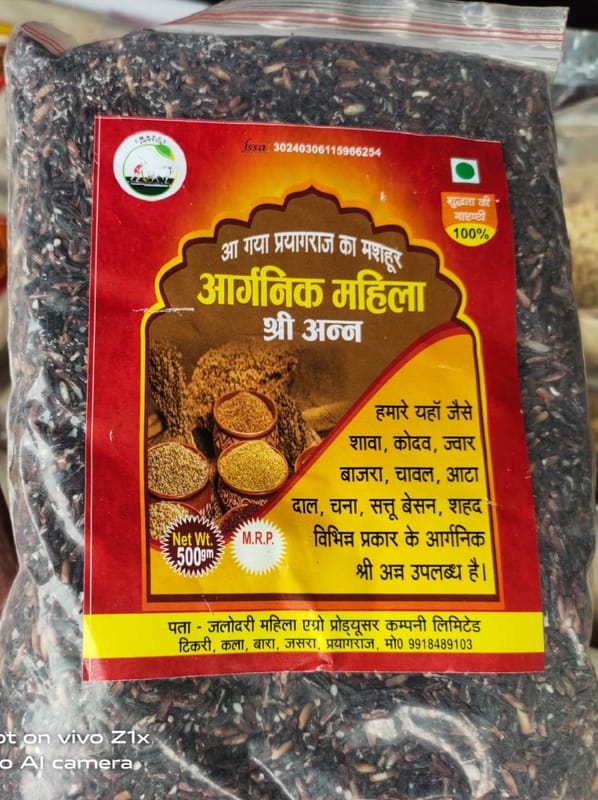 fssai 30240306115966254
शुद्धता की
गारण्टी
100%
आ गया प्रयागराज का मशहूर
आर्गनिक महिला
श्री अन्न
हमारे यहाँ जैसे
शावा, कोदव, ज्वार
बाजरा, चावल, आटा
दाल, चना, सत्तू बेसन, शहद
विभिन्न प्रकार के आर्गनिक
श्री अन्न उपलब्ध है।
Net Wt.
500gm
M.R.P.
पता - जलोदरी महिला एग्रो प्रोड्यूसर कम्पनी लिमिटेड
टिकरी, कला, बारा, जसरा, प्रयागराज, मो0 9918489103
ot on vivo Z1x
o AI camera